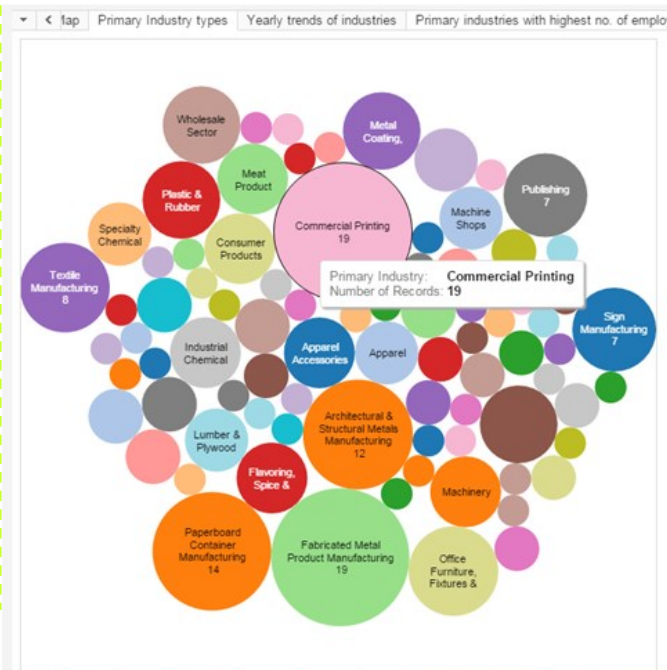 lap
Primary Industry types
Yearly trends of industries
Primary industries with highest no. of emplo
Wholesale
Sector
Metal
Coating,
Meat
Product
Plastic &
Rubber
Publishing
7
Commercial Printing
19
Machine
Shops
Specialty
Chemical
Consumer
Products
Textile
Manufacturing
8
Primary Industry: Commercial Printing
Number of Records: 19
Sign
Manufacturing
7
Industrial
Chemical
Apparel
Accessories
Apparel
Architectural &
Structural Metals
Manufacturing
12
Lumber &
Plywood
Flavoring,
Spice &
Machinery
Paperboard
Container
Manufacturing
14
Fabricated Metal
Product Manufacturing
19
Office
Furniture,
Fixtures &